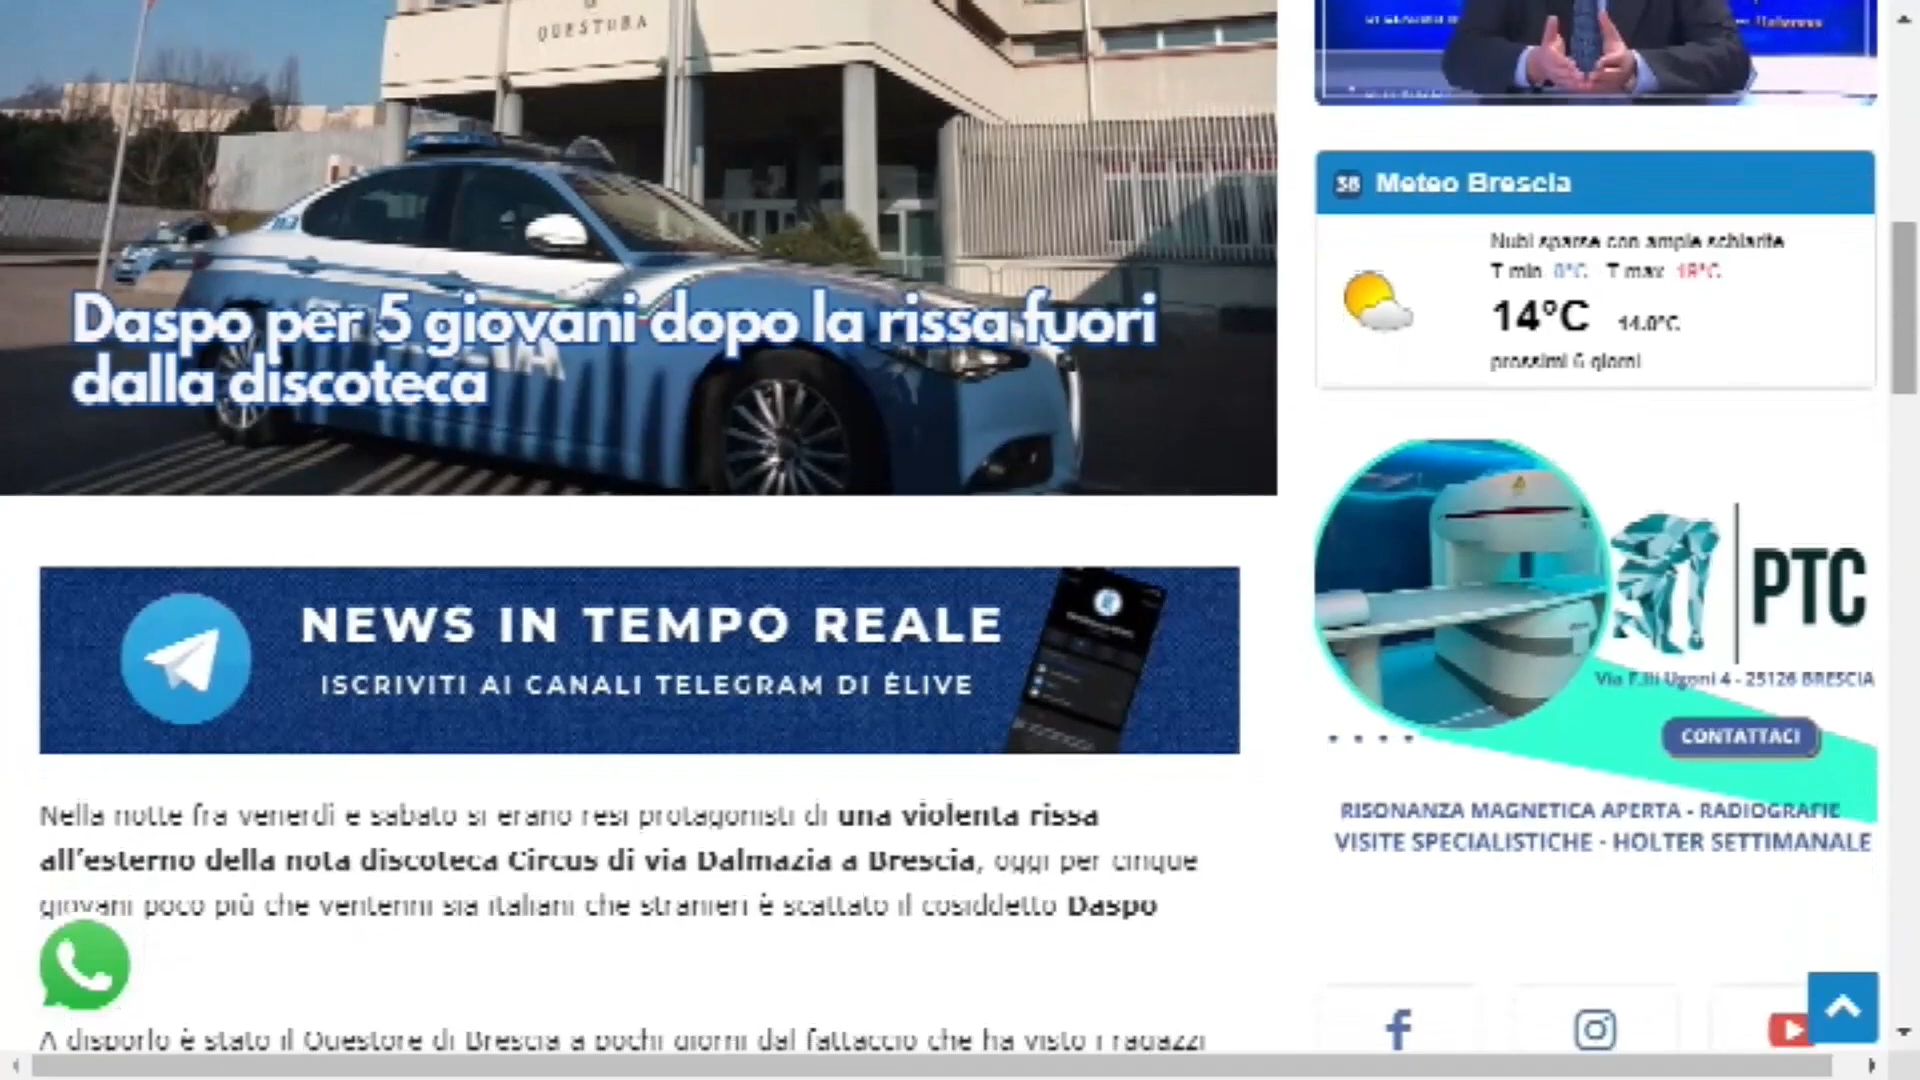 QUESTURA
Daspo per 5 giovani dopo la rissa fuori
dalla discoteca
NEWS IN TEMPO REALE
ISCRIVITI AI CANALI TELEGRAM DI ÈLIVE
Nella notte fra venerdì e sabato si erano resi protagonisti di una violenta rissa
all'esterno della nota discoteca Circus di via Dalmazia a Brescia, oggi per cinque
giovani poco più che ventenni sia italiani che stranieri è scattato il cosiddetto Daspo
A disporlo è stato il Questore di Brescia a pochi giorni dal fattaccio che ha visto i ragazzi
Meteo Brescia
Nubi sparse con ampie schiarite
T min 0°C T max 18°C
14°C 14.0°C
prossimi 6 giorni
PTC
Via F.lli Ugoni 4 - 25126 BRESCIA
CONTATTACI
RISONANZA MAGNETICA APERTA - RADIOGRAFIE
VISITE SPECIALISTICHE - HOLTER SETTIMANALE